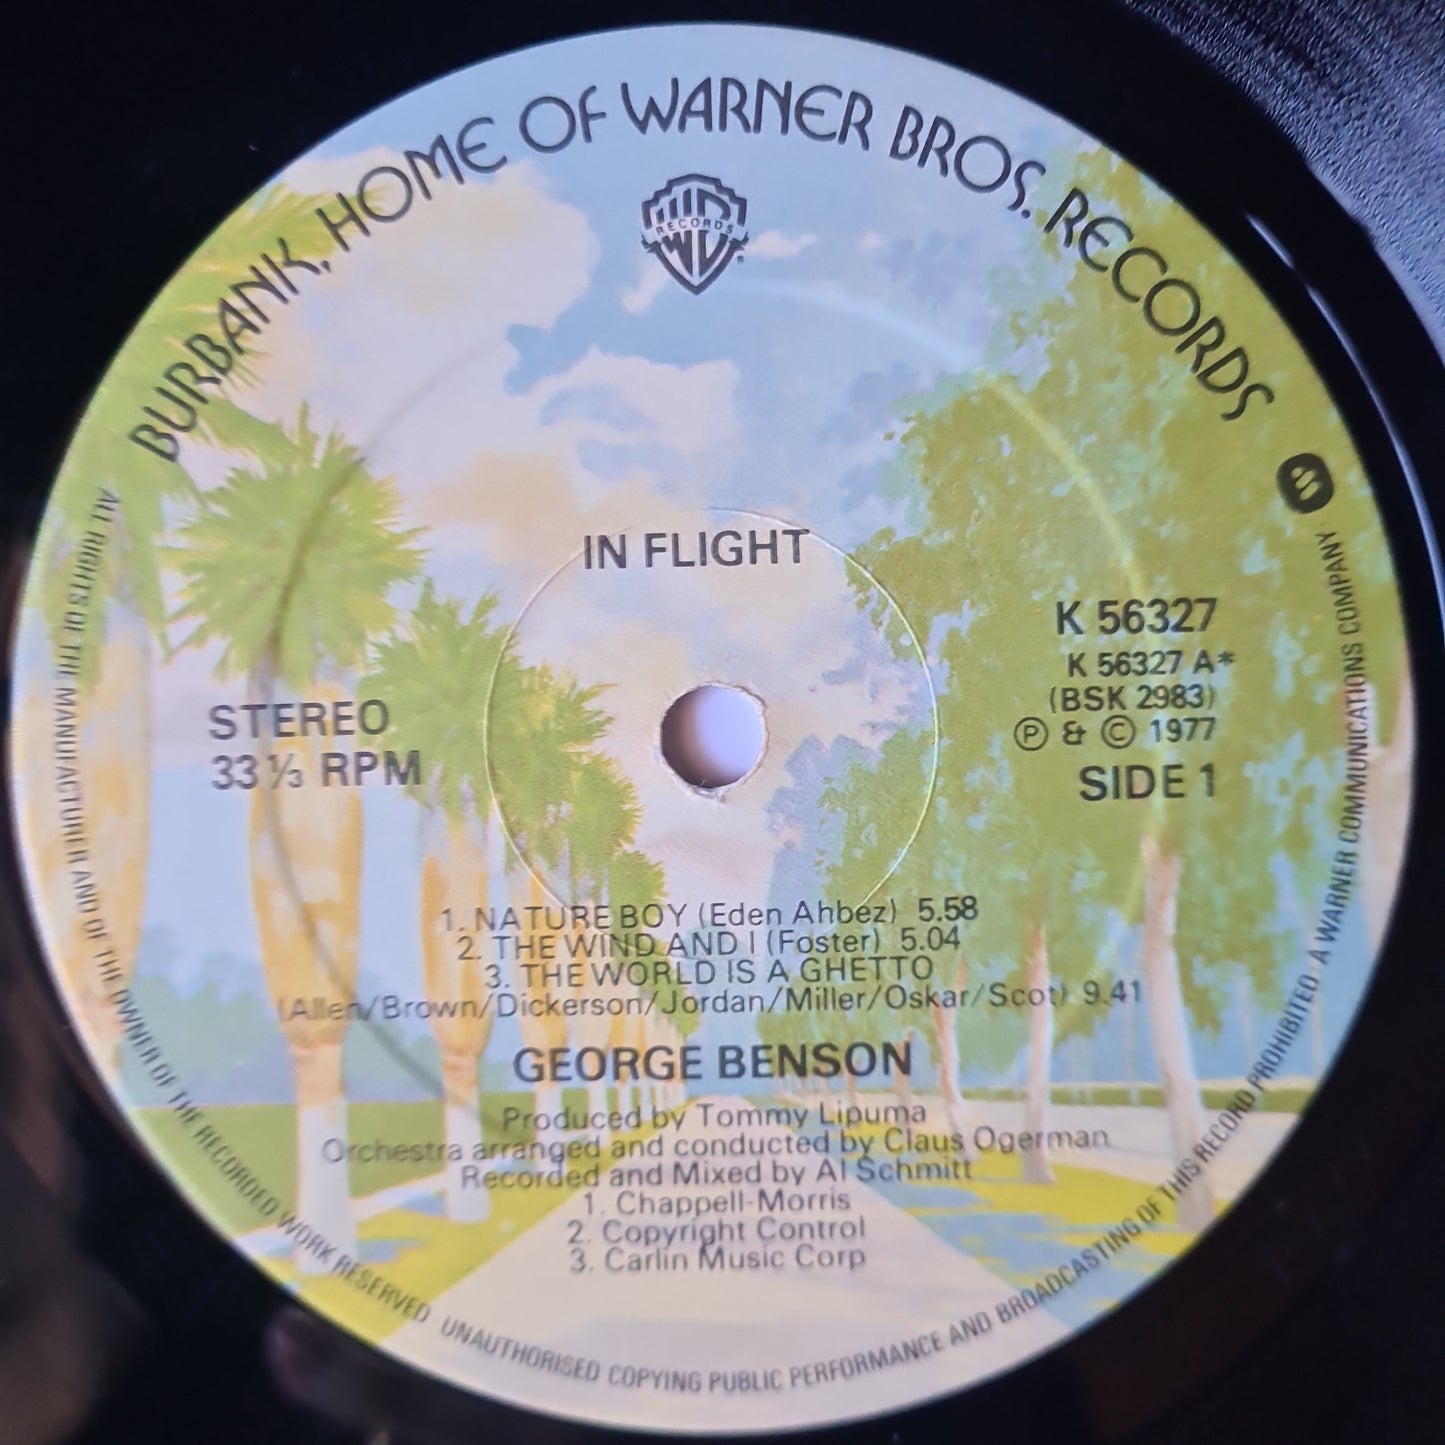 BURBANK, HOME OF WARNER BROS. RECORDS
W B
RECORDS
®
IN FLIGHT
K 56327
K 56327 A*
(BSK 2983)
Ⓟ & © 1977
SIDE 1
STEREO
33 ⅓ RPM
1. NATURE BOY (Eden Ahbez) 5.58
2. THE WIND AND I (Foster) 5.04
3. THE WORLD IS A GHETTO
(Allen/Brown/Dickerson/Jordan/Miller/Oskar/Scot) 9.41
GEORGE BENSON
Produced by Tommy Lipuma
Orchestra arranged and conducted by Claus Ogerman
Recorded and Mixed by Al Schmitt
1. Chappell-Morris
2. Copyright Control
3. Carlin Music Corp
ALL RIGHTS OF THE MANUFACTURER AND OF THE OWNER OF THE RECORDED WORK RESERVED · UNAUTHORISED COPYING PUBLIC PERFORMANCE AND BROADCASTING OF THIS RECORD PROHIBITED · A WARNER COMMUNICATIONS COMPANY ·